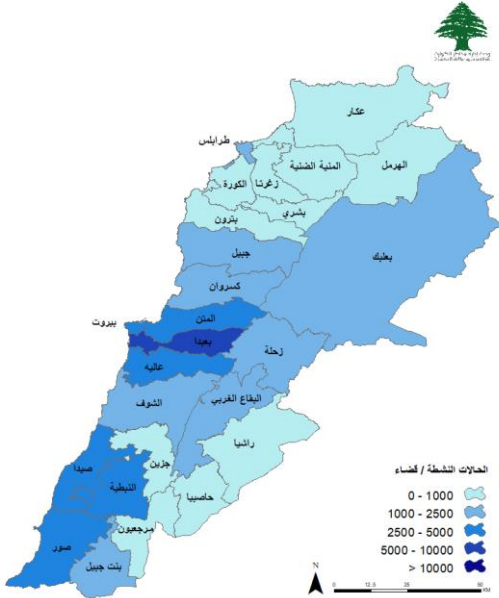 عكار
طرابلس
المنية الضنية
الهرمل
زغرتا
الكورة
بشري
بترون
بعلبك
جبيل
كسروان
المتن
بيروت
بعبدا
زحلة
عاليه
الشوف
البقاع الغربي
راشيا
صيدا
جزين
النبطية
حاصبيا
مرجعيون
صور
بنت جبيل
الحالات النشطة / قضاء
0 - 1000
1000 - 2500
2500 - 5000
5000 - 10000
> 10000
N
0 12.5 25 50
KM